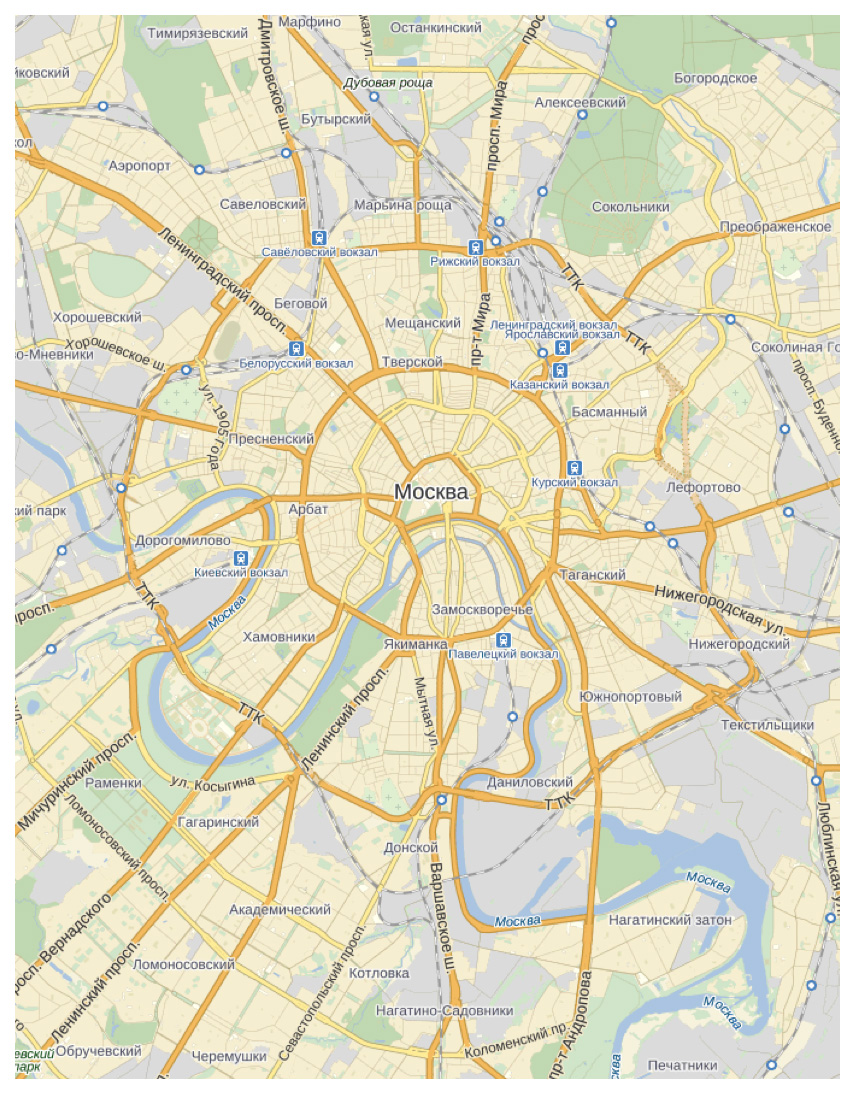 Марфино
Останкинский
Тимирязевский
Дмитровское ш.
просп. Мира
Богородское
Дубовая роща
Алексеевский
Бутырский
Аэропорт
Савеловский
Марьина роща
Сокольники
Преображенское
Ленинградский просп.
Савёловский вокзал
Рижский вокзал
ТТК
Беговой
Хорошевский
Мещанский
пр-т Мира
Ленинградский вокзал
Ярославский вокзал
ТТК
Хорошевское ш.
во-Мневники
Соколиная Го
Белорусский вокзал
Тверской
Казанский вокзал
просп. Буденно
ул. 1905 года
Басманный
Пресненский
Курский вокзал
Москва
Лефортово
кий парк
Арбат
Дорогомилово
Киевский вокзал
Таганский
ТТК
просп.
Москва
Замоскворечье
Нижегородская ул.
Хамовники
Якиманка
Павелецкий вокзал
Нижегородский
Мытная ул.
Ленинский просп.
Южнопортовый
ТТК
Текстильщики
Мичуринский просп.
Раменки
ул. Косыгина
Даниловский
ТТК
Ломоносовский просп.
Гагаринский
Люблинская ул.
Донской
Варшавское ш.
Москва
Академический
Москва
Нагатинский затон
просп. Вернадского
Ленинский просп.
Ломоносовский
Севастопольский просп.
Котловка
Нагатино-Садовники
Москва
пр-т Андропова
Коломенский пр.
евский
парк
Обручевский
Черемушки
Печатники